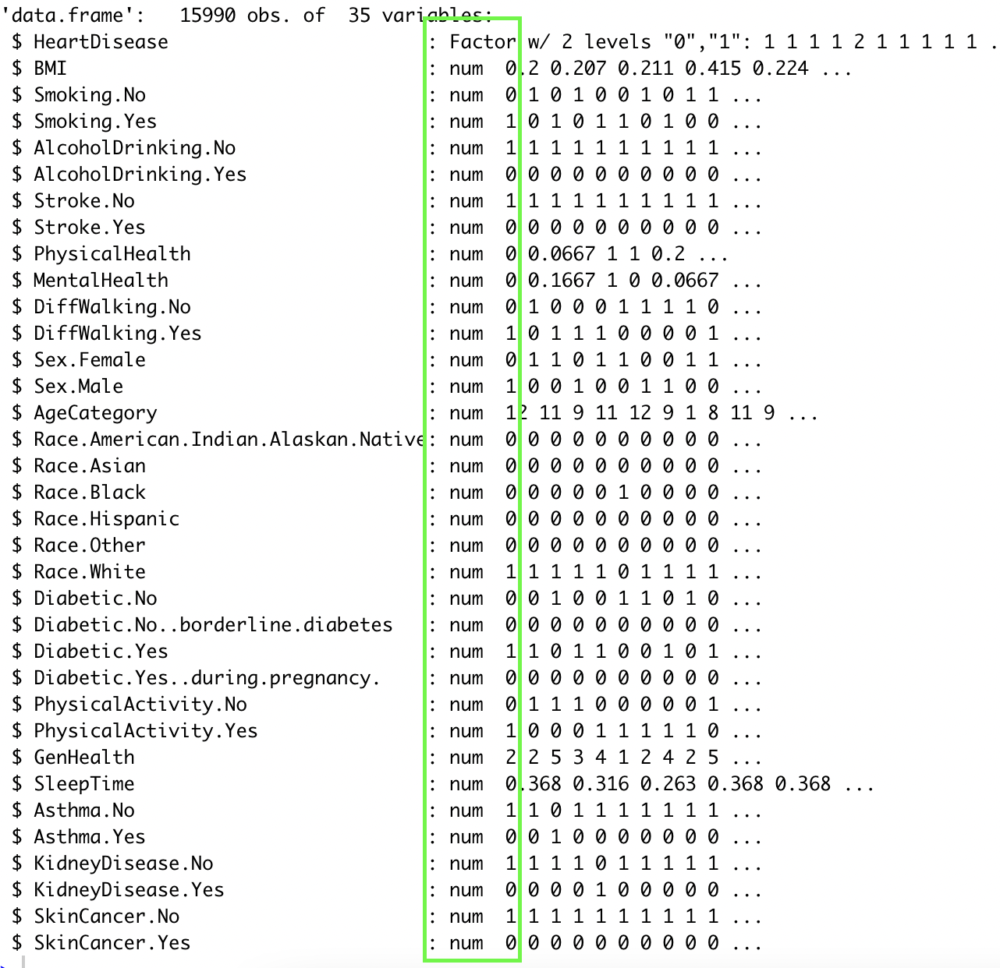 'data.frame':   15990 obs. of  35 variables:
 $ HeartDisease                       : Factor w/ 2 levels "0","1": 1 1 1 1 2 1 1 1 1 1 .
 $ BMI                                : num  0.2 0.207 0.211 0.415 0.224 ...
 $ Smoking.No                         : num  0 1 0 1 0 0 1 0 1 1 ...
 $ Smoking.Yes                        : num  1 0 1 0 1 1 0 1 0 0 ...
 $ AlcoholDrinking.No                 : num  1 1 1 1 1 1 1 1 1 1 ...
 $ AlcoholDrinking.Yes                : num  0 0 0 0 0 0 0 0 0 0 ...
 $ Stroke.No                          : num  1 1 1 1 1 1 1 1 1 1 ...
 $ Stroke.Yes                         : num  0 0 0 0 0 0 0 0 0 0 ...
 $ PhysicalHealth                     : num  0 0.0667 1 1 0.2 ...
 $ MentalHealth                       : num  0 0.1667 1 0 0.0667 ...
 $ DiffWalking.No                     : num  0 1 0 0 0 1 1 1 1 0 ...
 $ DiffWalking.Yes                    : num  1 0 1 1 1 0 0 0 0 1 ...
 $ Sex.Female                         : num  0 1 1 0 1 1 0 0 1 1 ...
 $ Sex.Male                           : num  1 0 0 1 0 0 1 1 0 0 ...
 $ AgeCategory                        : num  12 11 9 11 12 9 1 8 11 9 ...
 $ Race.American.Indian.Alaskan.Native: num  0 0 0 0 0 0 0 0 0 0 ...
 $ Race.Asian                         : num  0 0 0 0 0 0 0 0 0 0 ...
 $ Race.Black                         : num  0 0 0 0 0 1 0 0 0 0 ...
 $ Race.Hispanic                      : num  0 0 0 0 0 0 0 0 0 0 ...
 $ Race.Other                         : num  0 0 0 0 0 0 0 0 0 0 ...
 $ Race.White                         : num  1 1 1 1 1 0 1 1 1 1 ...
 $ Diabetic.No                        : num  0 0 1 0 0 1 1 0 1 0 ...
 $ Diabetic.No..borderline.diabetes   : num  0 0 0 0 0 0 0 0 0 0 ...
 $ Diabetic.Yes                       : num  1 1 0 1 1 0 0 1 0 1 ...
 $ Diabetic.Yes..during.pregnancy.    : num  0 0 0 0 0 0 0 0 0 0 ...
 $ PhysicalActivity.No                : num  0 1 1 1 0 0 0 0 0 1 ...
 $ PhysicalActivity.Yes               : num  1 0 0 0 1 1 1 1 1 0 ...
 $ GenHealth                          : num  2 2 5 3 4 1 2 4 2 5 ...
 $ SleepTime                          : num  0.368 0.316 0.263 0.368 0.368 ...
 $ Asthma.No                          : num  1 1 0 1 1 1 1 1 1 1 ...
 $ Asthma.Yes                         : num  0 0 1 0 0 0 0 0 0 0 ...
 $ KidneyDisease.No                   : num  1 1 1 1 0 1 1 1 1 1 ...
 $ KidneyDisease.Yes                  : num  0 0 0 0 1 0 0 0 0 0 ...
 $ SkinCancer.No                      : num  1 1 1 1 1 1 1 1 1 1 ...
 $ SkinCancer.Yes                     : num  0 0 0 0 0 0 0 0 0 0 ...